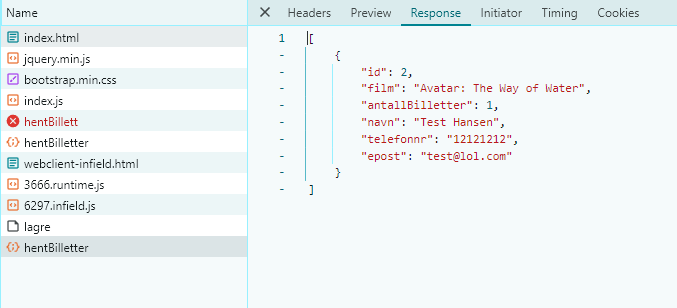 Name
index.html
jquery.min.js
bootstrap.min.css
index.js
hentBillett
hentBilletter
webclient-infield.html
3666.runtime.js
6297.infield.js
lagre
hentBilletter
Headers Preview Response Initiator Timing Cookies
1 [
- {
- "id": 2,
- "film": "Avatar: The Way of Water",
- "antallBilletter": 1,
- "navn": "Test Hansen",
- "telefonnr": "12121212",
- "epost": "test@lol.com"
- }
- ]